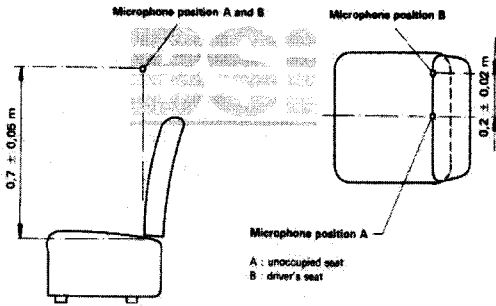 Microphone position A and B
Microphone position B
0,7 ± 0,05 m
0,2 ± 0,02 m
Microphone position A
A : unoccupied seat
B : driver's seat